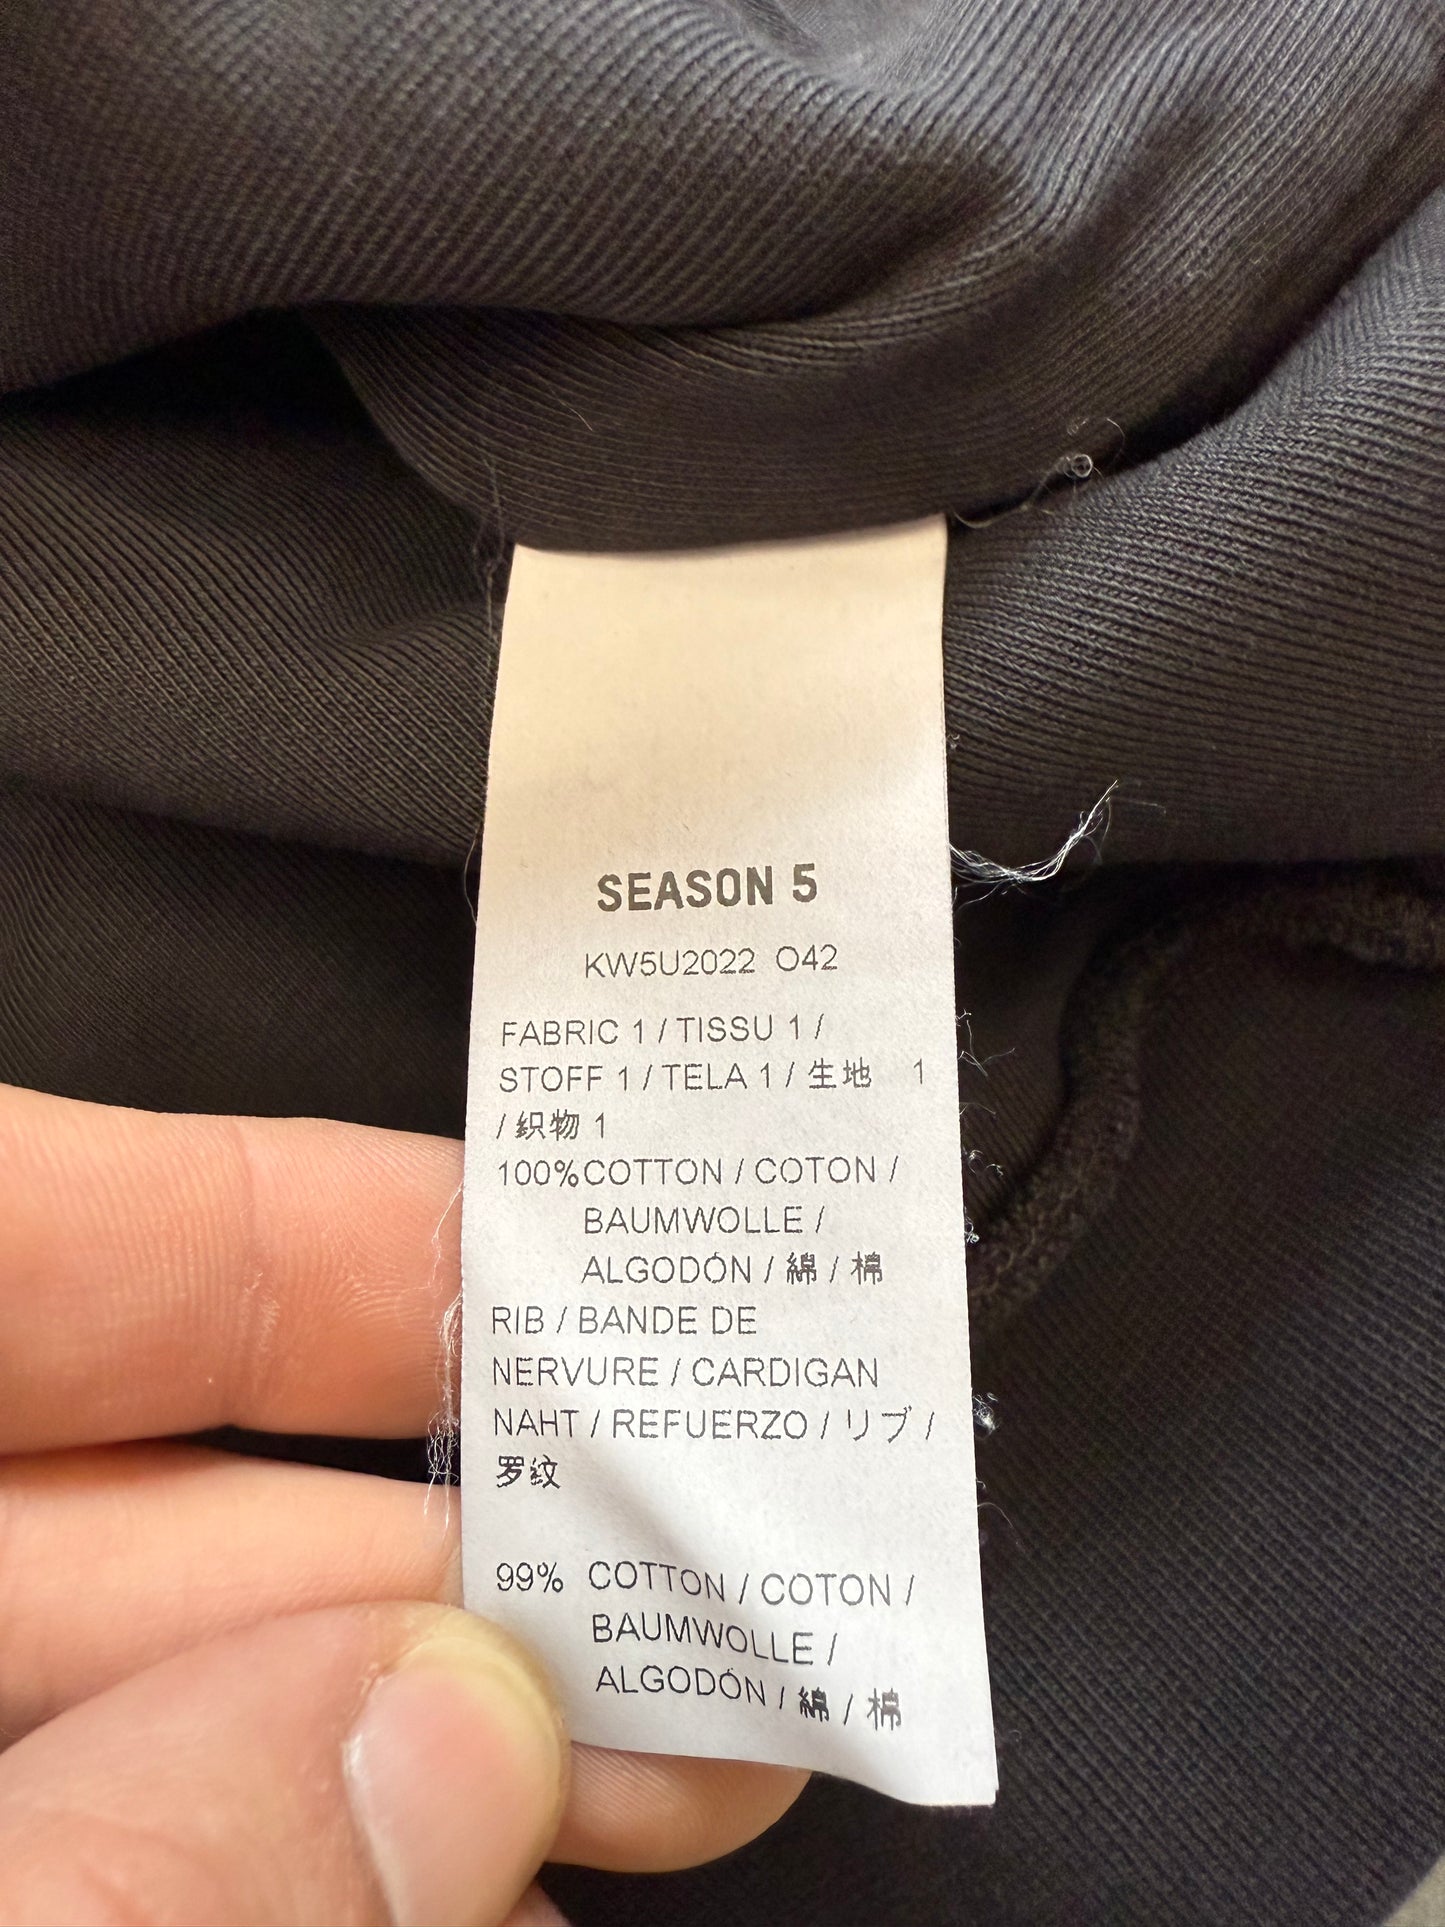 SEASON 5
KW5U2022 O42
FABRIC 1 / TISSU 1 /
STOFF 1 / TELA 1 / 生地 1
/ 织物 1
100%COTTON / COTON /
BAUMWOLLE /
ALGODÓN / 綿 / 棉
RIB / BANDE DE
NERVURE / CARDIGAN
NAHT / REFUERZO / リブ /
罗纹
99% COTTON / COTON /
BAUMWOLLE /
ALGODÓN / 綿 / 棉